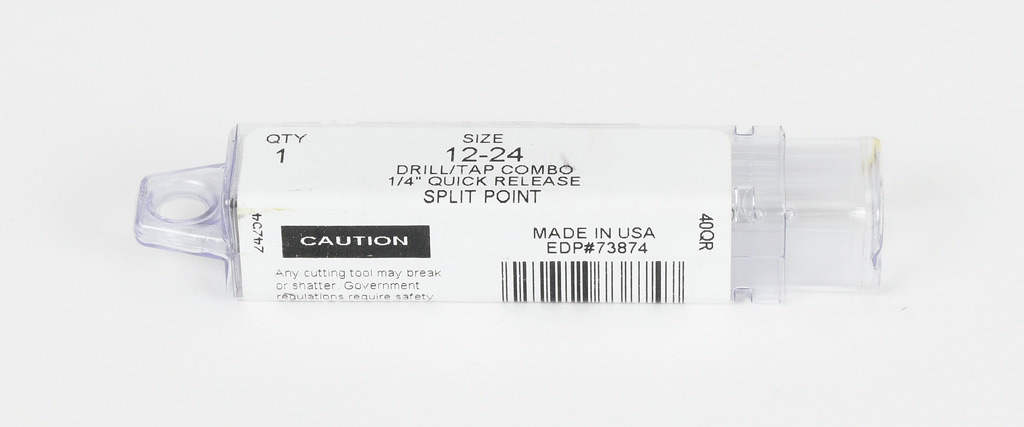 QTY
1
SIZE
12-24
DRILL/TAP COMBO
1/4" QUICK RELEASE
SPLIT POINT
CAUTION
Any cutting tool may break
or shatter. Government
regulations require safety
MADE IN USA
EDP#73874
40QR